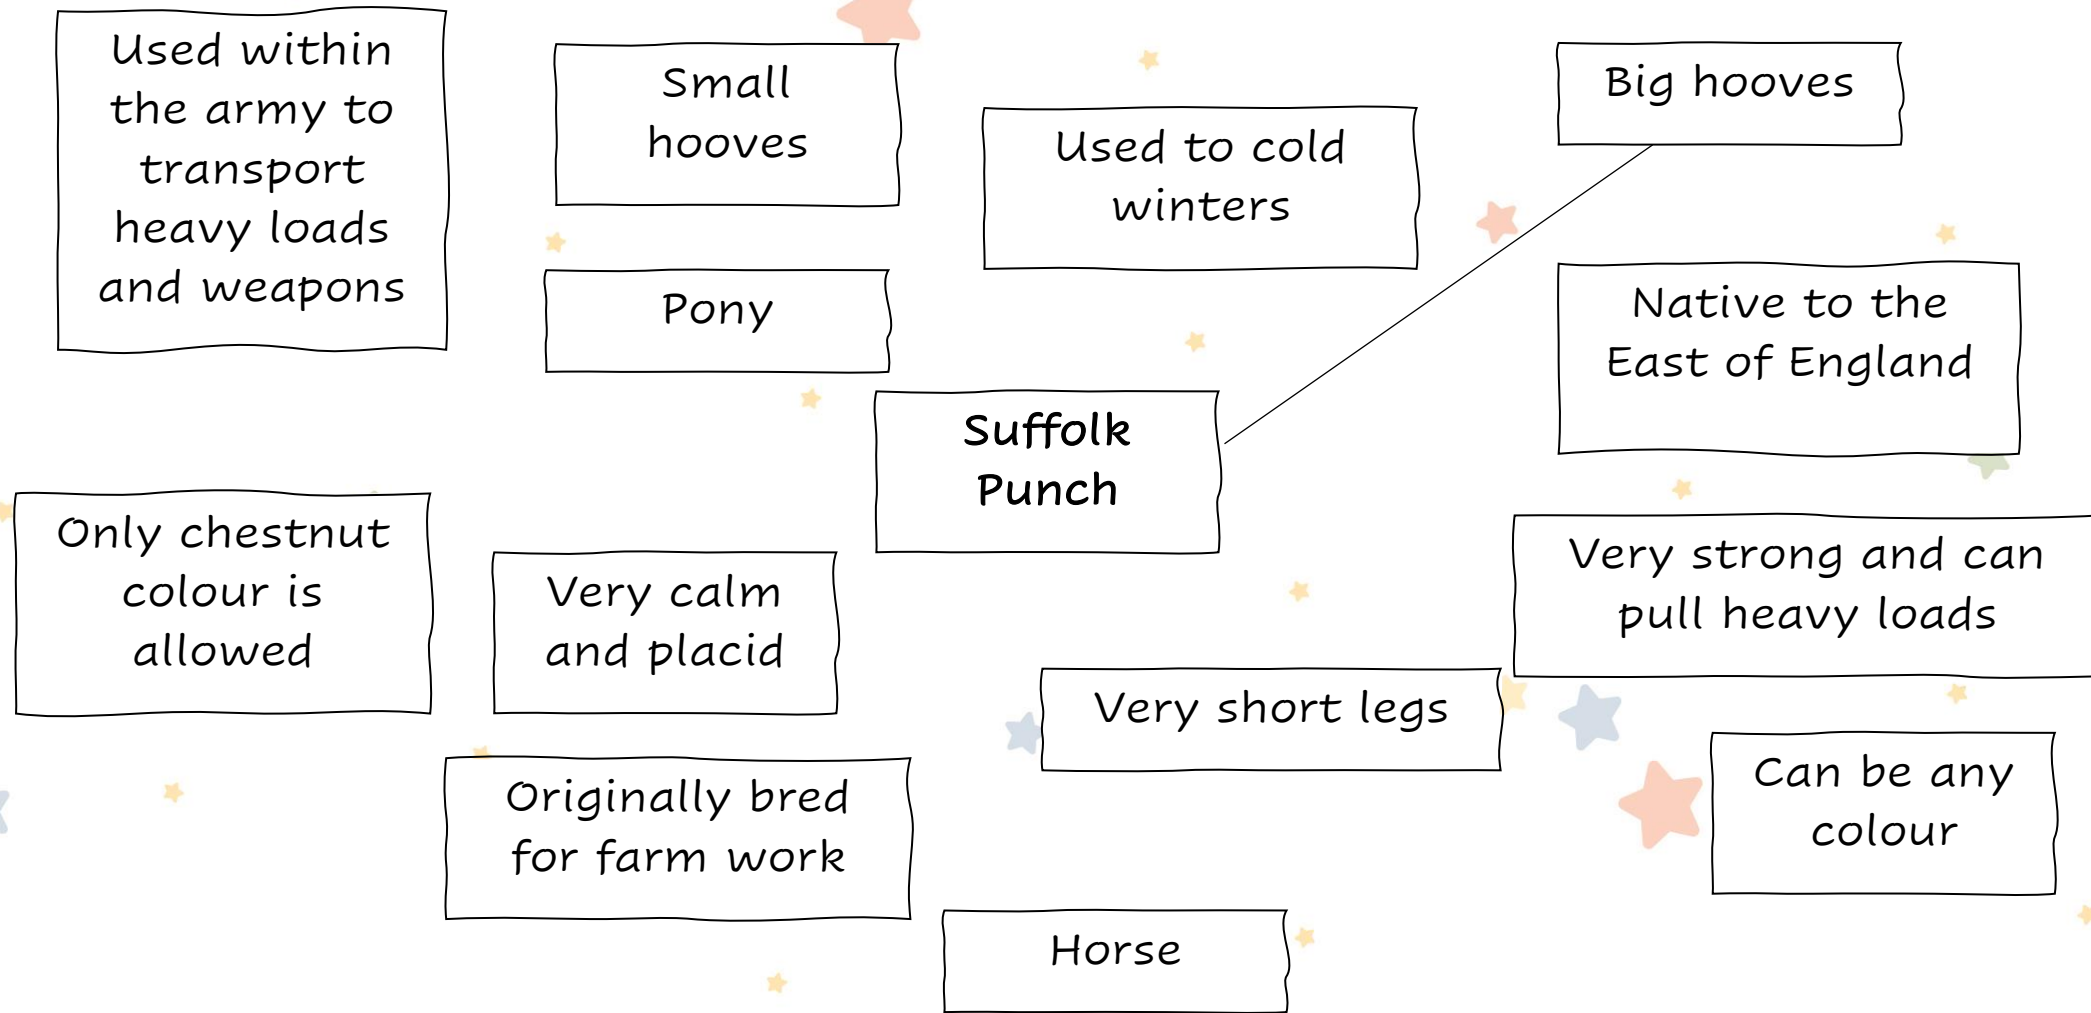 Used within
the army to
transport
heavy loads
and weapons
Small
hooves
Used to cold
winters
Big hooves
Pony
Native to the
East of England
Suffolk
Punch
Only chestnut
colour is
allowed
Very calm
and placid
Very strong and can
pull heavy loads
Very short legs
Can be any
colour
Originally bred
for farm work
Horse